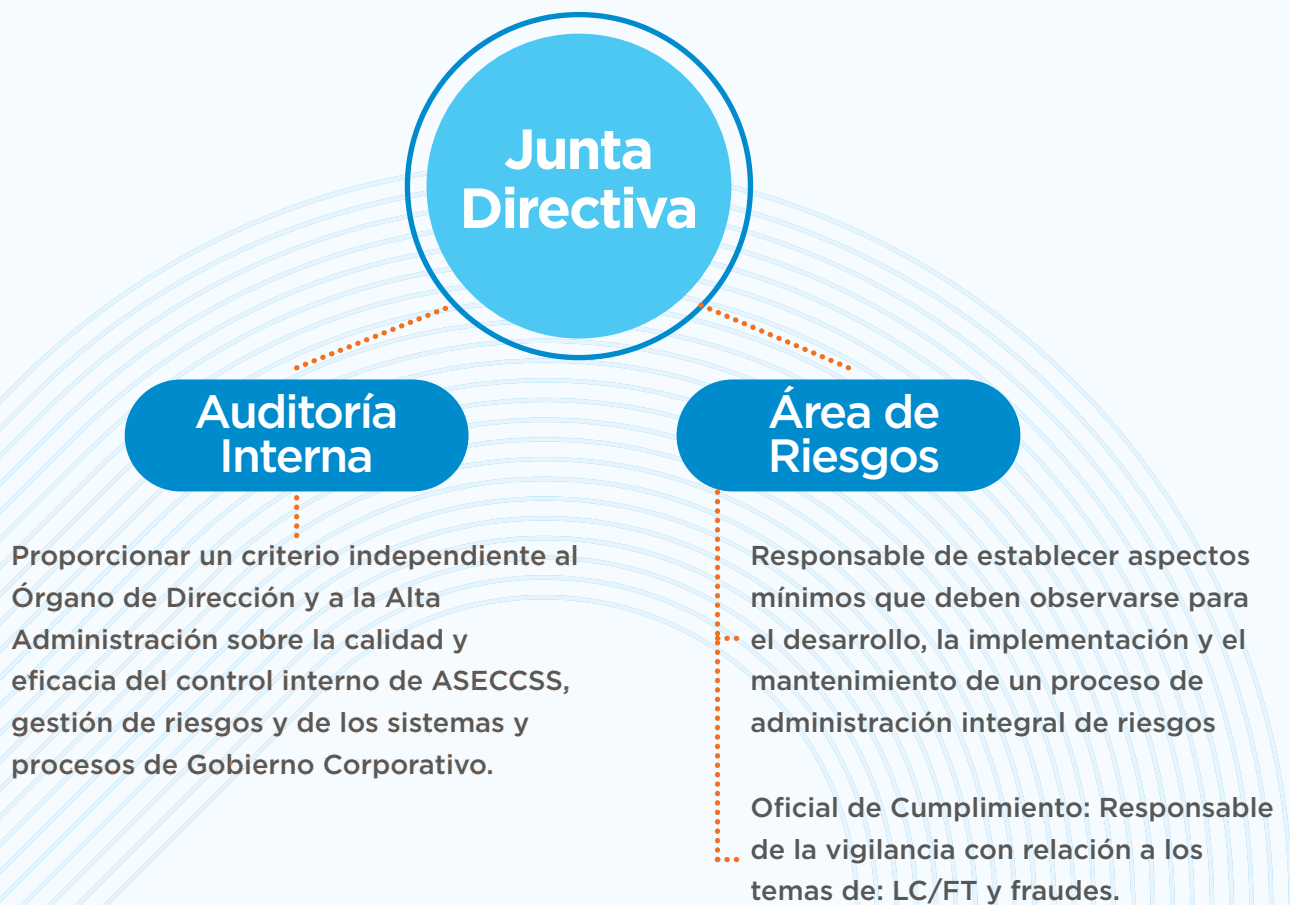 Junta
Directiva
Auditoría
Interna
Área de
Riesgos
Proporcionar un criterio independiente al
Órgano de Dirección y a la Alta
Administración sobre la calidad y
eficacia del control interno de ASECCSS,
gestión de riesgos y de los sistemas y
procesos de Gobierno Corporativo.
Responsable de establecer aspectos
mínimos que deben observarse para
el desarrollo, la implementación y el
mantenimiento de un proceso de
administración integral de riesgos
Oficial de Cumplimiento: Responsable
de la vigilancia con relación a los
temas de: LC/FT y fraudes.